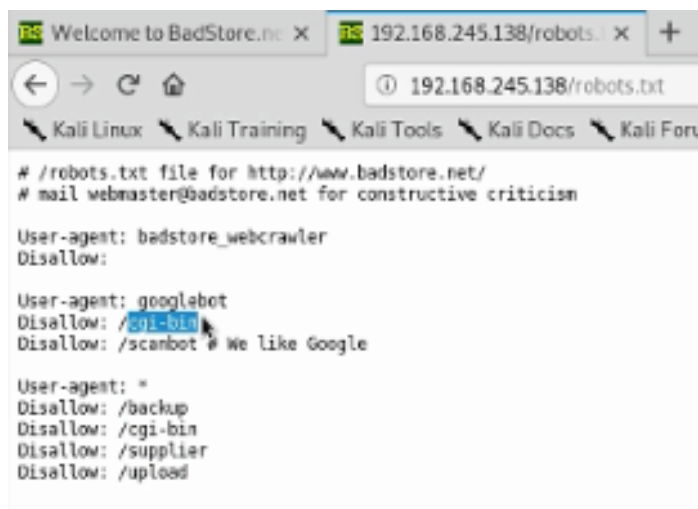 Welcome to BadStore.ne
192.168.245.138/robots.
192.168.245.138/robots.txt
Kali Linux Kali Training Kali Tools Kali Docs Kali Foru
# /robots.txt file for http://www.badstore.net/
# mail webmaster@badstore.net for constructive criticism
User-agent: badstore_webcrawler
Disallow:
User-agent: googlebot
Disallow: /cgi-bin
Disallow: /scanbot # We like Google
User-agent: *
Disallow: /backup
Disallow: /cgi-bin
Disallow: /supplier
Disallow: /upload